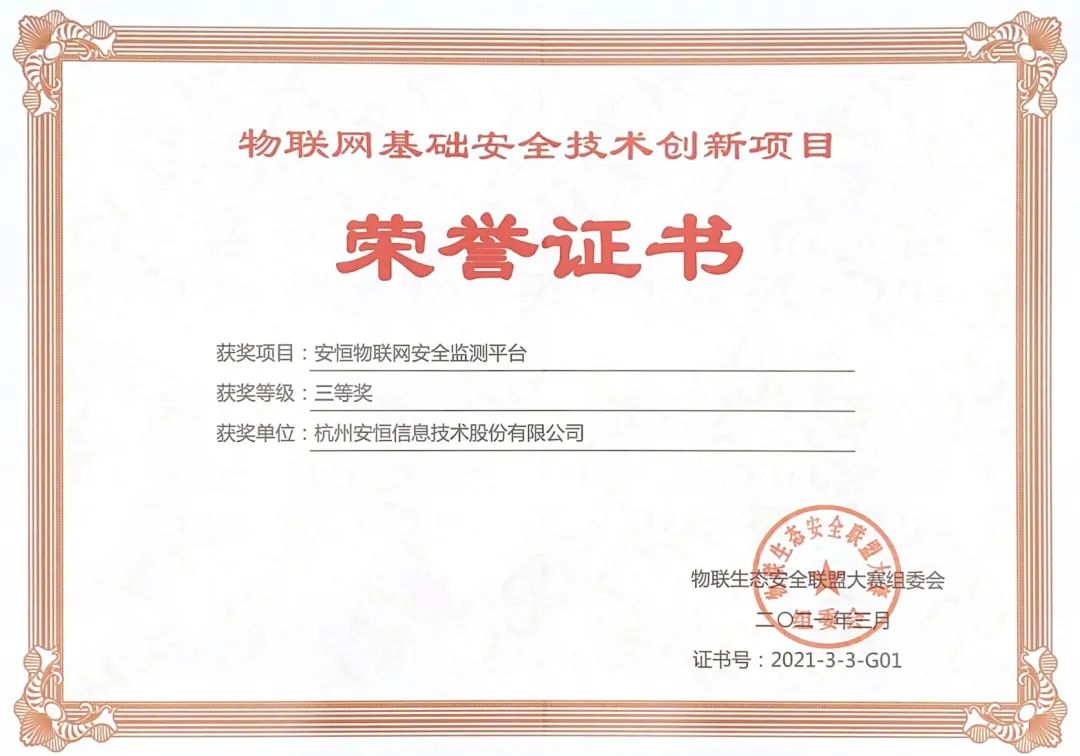 物联网基础安全技术创新项目
荣誉证书
获奖项目：安恒物联网安全监测平台
获奖等级：三等奖
获奖单位：杭州安恒信息技术股份有限公司
物联生态安全联盟大赛
组委会
物联生态安全联盟大赛组委会
二〇二一年三月
证书号：2021-3-3-G01